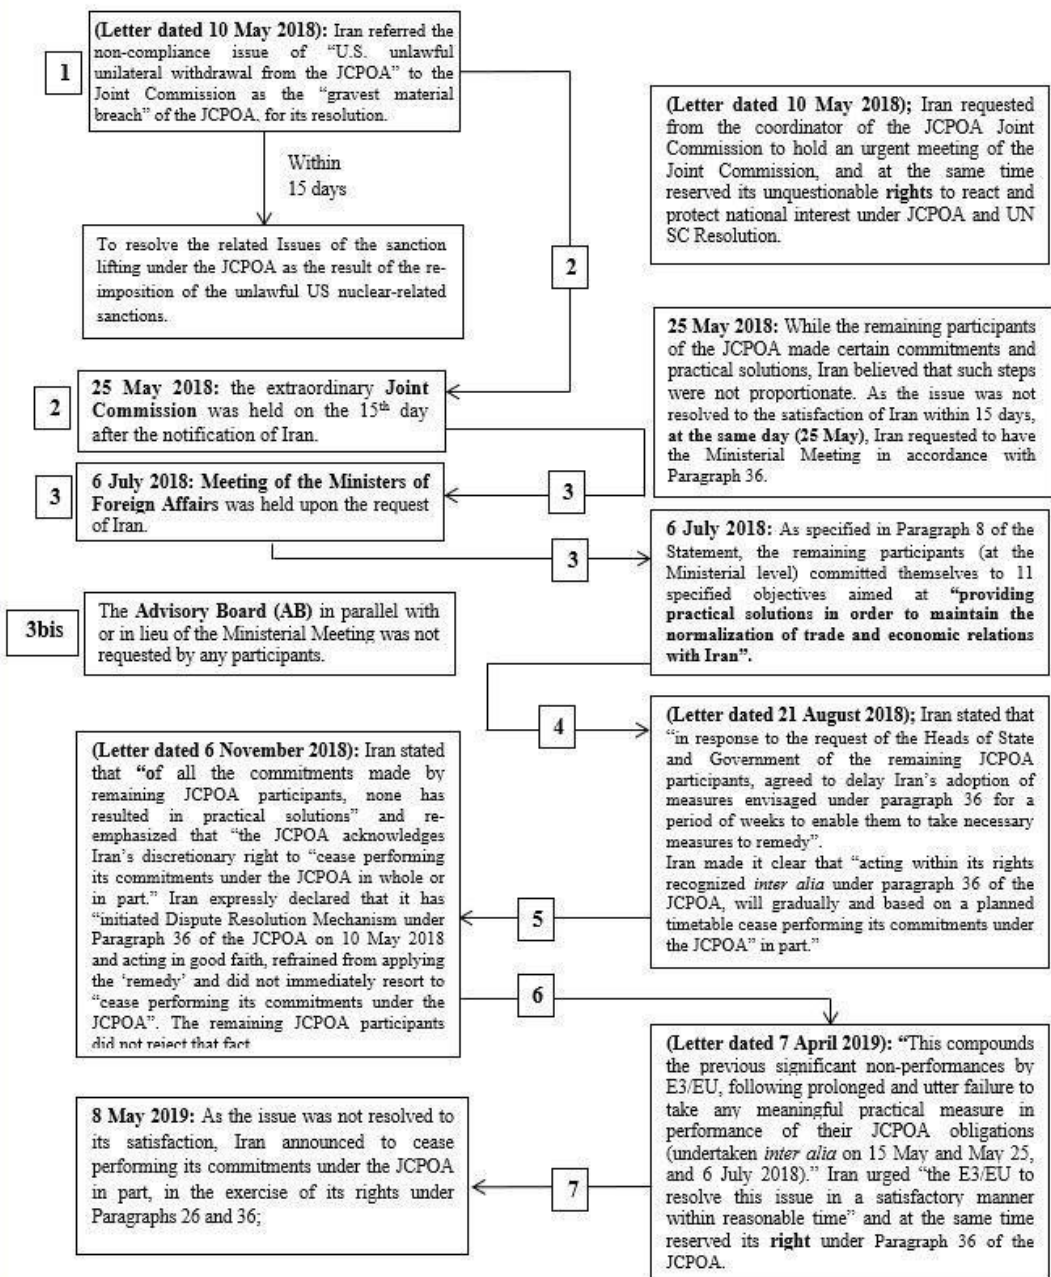 1
(Letter dated 10 May 2018): Iran referred the
non-compliance issue of “U.S. unlawful
unilateral withdrawal from the JCPOA” to the
Joint Commission as the “gravest material
breach” of the JCPOA, for its resolution.
Within
15 days
To resolve the related Issues of the sanction
lifting under the JCPOA as the result of the re-
imposition of the unlawful US nuclear-related
sanctions.
2
(Letter dated 10 May 2018); Iran requested
from the coordinator of the JCPOA Joint
Commission to hold an urgent meeting of the
Joint Commission, and at the same time
reserved its unquestionable rights to react and
protect national interest under JCPOA and UN
SC Resolution.
2
25 May 2018: the extraordinary Joint
Commission was held on the 15th day
after the notification of Iran.
25 May 2018: While the remaining participants
of the JCPOA made certain commitments and
practical solutions, Iran believed that such steps
were not proportionate. As the issue was not
resolved to the satisfaction of Iran within 15 days,
at the same day (25 May), Iran requested to have
the Ministerial Meeting in accordance with
Paragraph 36.
3
6 July 2018: Meeting of the Ministers of
Foreign Affairs was held upon the request
of Iran.
3
3
6 July 2018: As specified in Paragraph 8 of the
Statement, the remaining participants (at the
Ministerial level) committed themselves to 11
specified objectives aimed at “providing
practical solutions in order to maintain the
normalization of trade and economic relations
with Iran”.
3bis
The Advisory Board (AB) in parallel with
or in lieu of the Ministerial Meeting was not
requested by any participants.
4
(Letter dated 21 August 2018); Iran stated that
“in response to the request of the Heads of State
and Government of the remaining JCPOA
participants, agreed to delay Iran’s adoption of
measures envisaged under paragraph 36 for a
period of weeks to enable them to take necessary
measures to remedy”.
Iran made it clear that “acting within its rights
recognized inter alia under paragraph 36 of the
JCPOA, will gradually and based on a planned
timetable cease performing its commitments under
the JCPOA” in part.”
5
(Letter dated 6 November 2018): Iran stated
that “of all the commitments made by
remaining JCPOA participants, none has
resulted in practical solutions” and re-
emphasized that “the JCPOA acknowledges
Iran’s discretionary right to “cease performing
its commitments under the JCPOA in whole or
in part.” Iran expressly declared that it has
“initiated Dispute Resolution Mechanism under
Paragraph 36 of the JCPOA on 10 May 2018
and acting in good faith, refrained from applying
the ‘remedy’ and did not immediately resort to
“cease performing its commitments under the
JCPOA”. The remaining JCPOA participants
did not reject that fact
6
(Letter dated 7 April 2019): “This compounds
the previous significant non-performances by
E3/EU, following prolonged and utter failure to
take any meaningful practical measure in
performance of their JCPOA obligations
(undertaken inter alia on 15 May and May 25,
and 6 July 2018).” Iran urged “the E3/EU to
resolve this issue in a satisfactory manner
within reasonable time” and at the same time
reserved its right under Paragraph 36 of the
JCPOA.
7
8 May 2019: As the issue was not resolved to
its satisfaction, Iran announced to cease
performing its commitments under the JCPOA
in part, in the exercise of its rights under
Paragraphs 26 and 36;